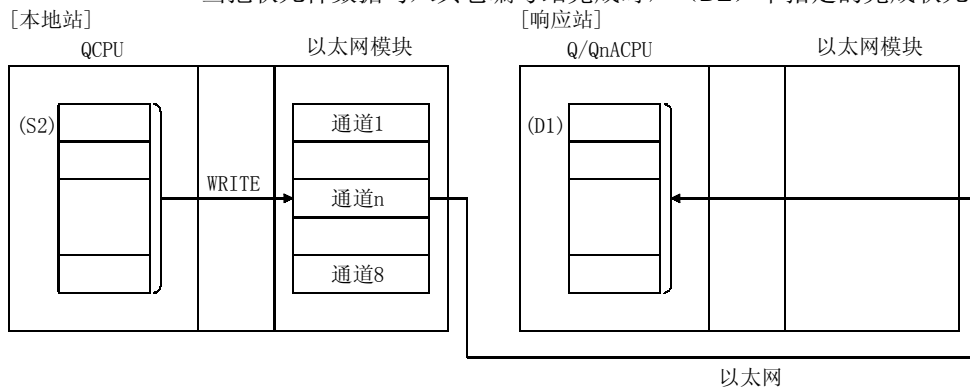 [本地站]
QCPU
以太网模块
[响应站]
Q/QnACPU
以太网模块
(S2)
通道1
(D1)
WRITE
通道n
通道8
以太网